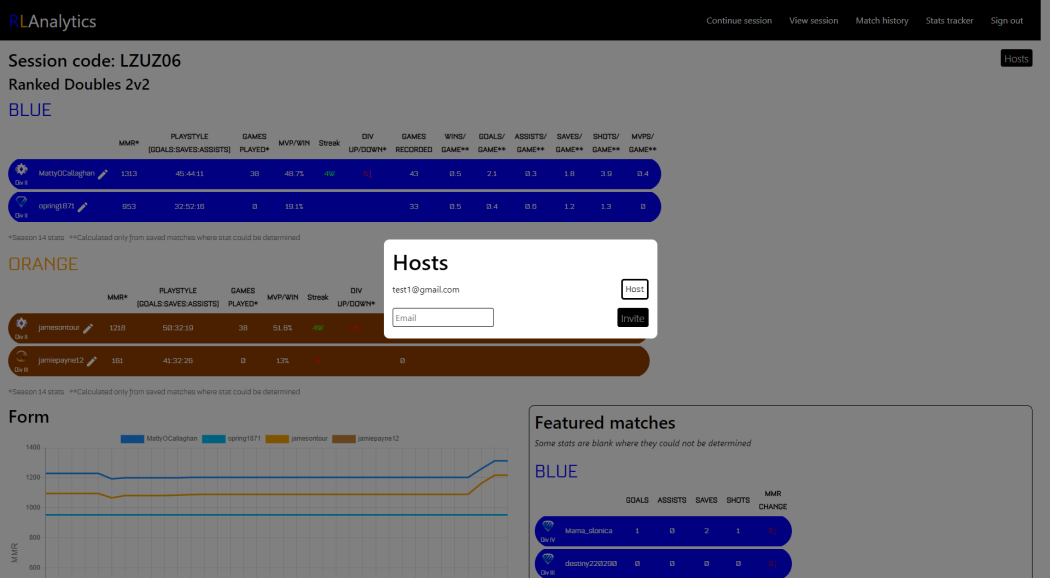 RLAnalytics
Continue session View session Match history Stats tracker Sign out
Session code: LZUZ06
Hosts
Ranked Doubles 2v2
BLUE
MMR* PLAYSTYLE [GOALS:SAVES:ASSISTS] GAMES PLAYED* MVP/WIN Streak DIV UP/DOWN* GAMES RECORDED WINS/GAME** GOALS/GAME** ASSISTS/GAME** SAVES/GAME** SHOTS/GAME** MVPS/GAME**
Div II MattyOCallaghan 1313 45:44:11 38 48.7% 4W 43 0.5 2.1 0.3 1.8 3.9 0.4
Div II opring1871 953 32:52:16 0 19.1% 33 0.5 0.4 0.6 1.2 1.3 0
*Season 14 stats **Calculated only from saved matches where stat could be determined
ORANGE
MMR* PLAYSTYLE [GOALS:SAVES:ASSISTS] GAMES PLAYED* MVP/WIN Streak DIV UP/DOWN*
Div II jamesontour 1218 50:32:19 38 51.6% 4W
Div III jamiepayne12 161 41:32:26 0 13% 0
*Season 14 stats **Calculated only from saved matches where stat could be determined
Hosts
test1@gmail.com Host
Email Invite
Form
MattyOCallaghan opring1871 jamesontour jamiepayne12
1400
1200
1000
800
600
MMR
Featured matches
Some stats are blank where they could not be determined
BLUE
GOALS ASSISTS SAVES SHOTS MMR CHANGE
Div IV Mama_slonica 1 0 2 1
Div III destiny220290 0 0 0 0